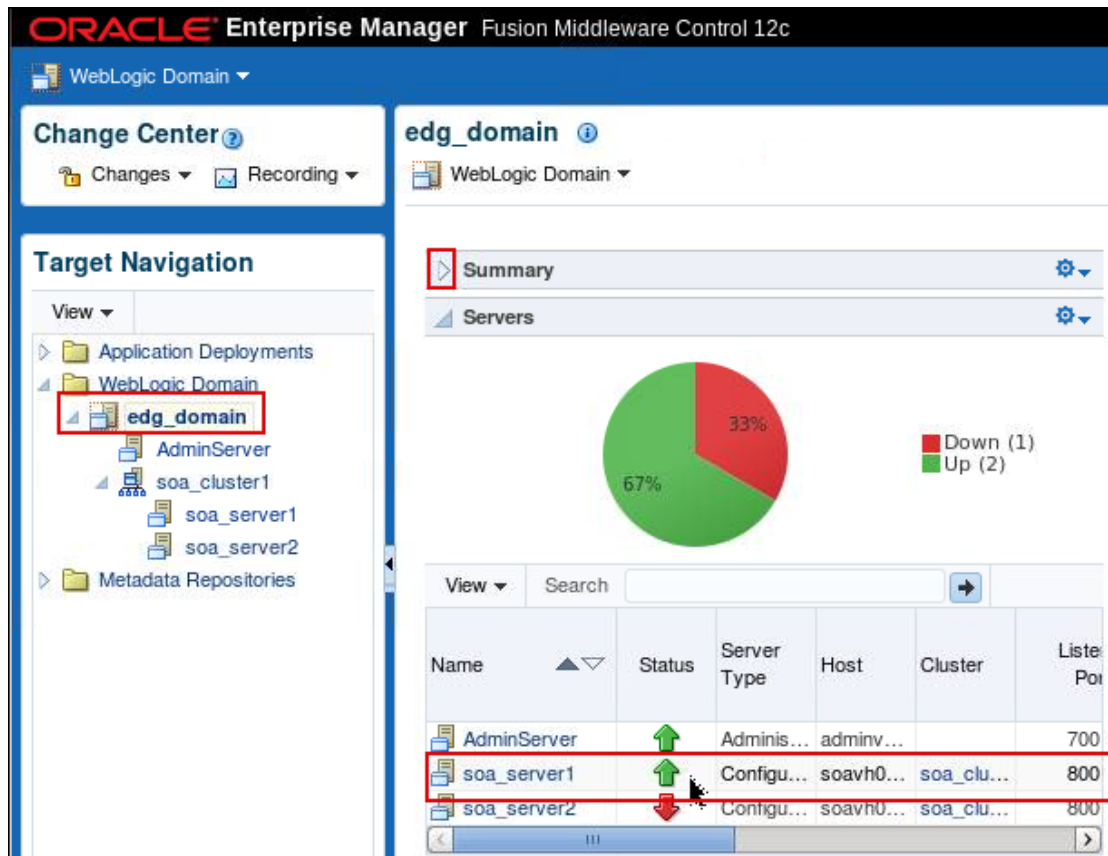 ORACLE Enterprise Manager Fusion Middleware Control 12c
WebLogic Domain
Change Center
Changes Recording
Target Navigation
View
Application Deployments
WebLogic Domain
edg_domain
AdminServer
soa_cluster1
soa_server1
soa_server2
Metadata Repositories
edg_domain
WebLogic Domain
Summary
Servers
33%
67%
Down (1)
Up (2)
View Search
Name Status Server Type Host Cluster
AdminServer Adminis... adminv... 700
soa_server1 Configu... soavh0... soa_clu... 800
soa_server2 Configu... soavh0... soa_clu... 800